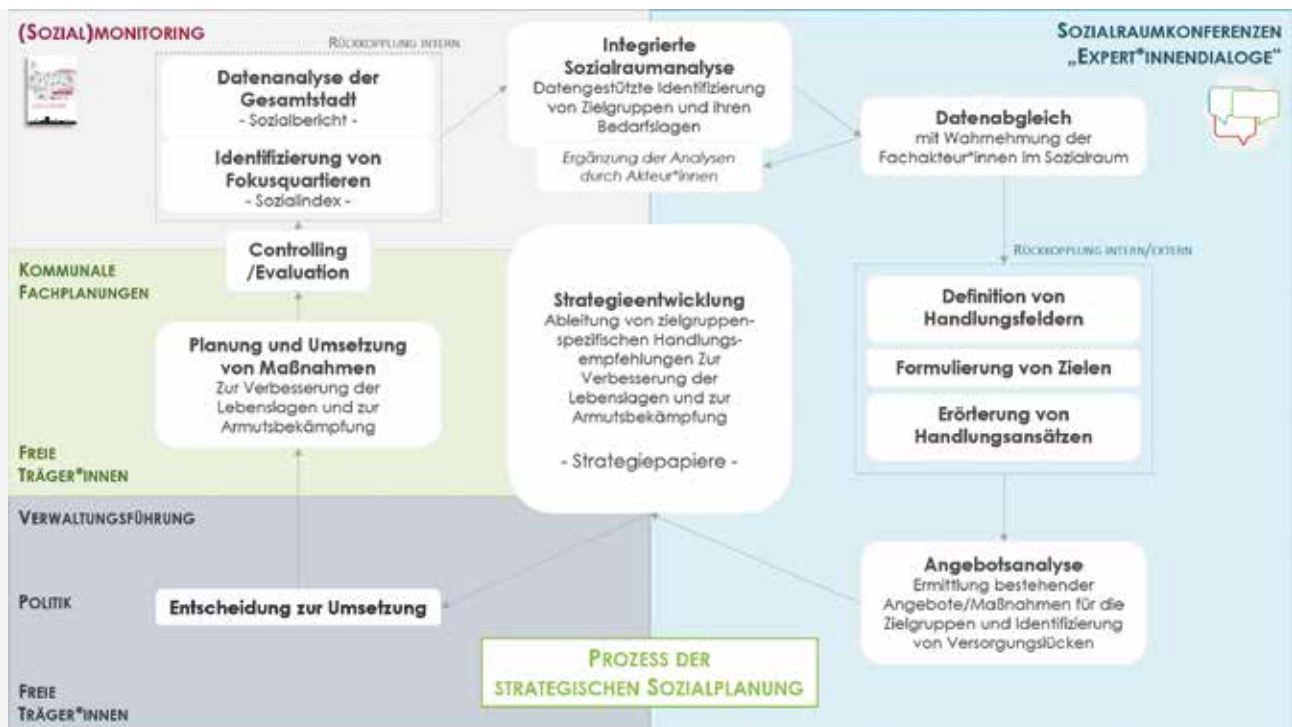 (SOZIAL)MONITORING
RÜCKKOPPLUNG INTERN
Datenanalyse der
Gesamtstadt
- Sozialbericht -
Identifizierung von
Fokusquartieren
- Sozialindex -
Integrierte
Sozialraumanalyse
Datengestützte Identifizierung
von Zielgruppen und ihren
Bedarfslagen
Ergänzung der Analysen
durch Akteur*innen
SOZIALRAUMKONFERENZEN
„EXPERT*INNENDIALOGE“
Datenabgleich
mit Wahrnehmung der
Fachakteur*innen im Sozialraum
RÜCKKOPPLUNG INTERN/EXTERN
Definition von
Handlungsfeldern
Formulierung von Zielen
Erörterung von
Handlungsansätzen
Angebotsanalyse
Ermittlung bestehender
Angebote/Maßnahmen für die
Zielgruppen und Identifizierung
von Versorgungslücken
Strategieentwicklung
Ableitung von zielgruppen-
spezifischen Handlungs-
empfehlungen Zur
Verbesserung der
Lebenslagen und zur
Armutsbekämpfung
- Strategiepapiere -
KOMMUNALE
FACHPLANUNGEN
Controlling
/Evaluation
Planung und Umsetzung
von Maßnahmen
Zur Verbesserung der
Lebenslagen und zur
Armutsbekämpfung
FREIE
TRÄGER*INNEN
VERWALTUNGSFÜHRUNG
POLITIK
Entscheidung zur Umsetzung
FREIE
TRÄGER*INNEN
PROZESS DER
STRATEGISCHEN SOZIALPLANUNG